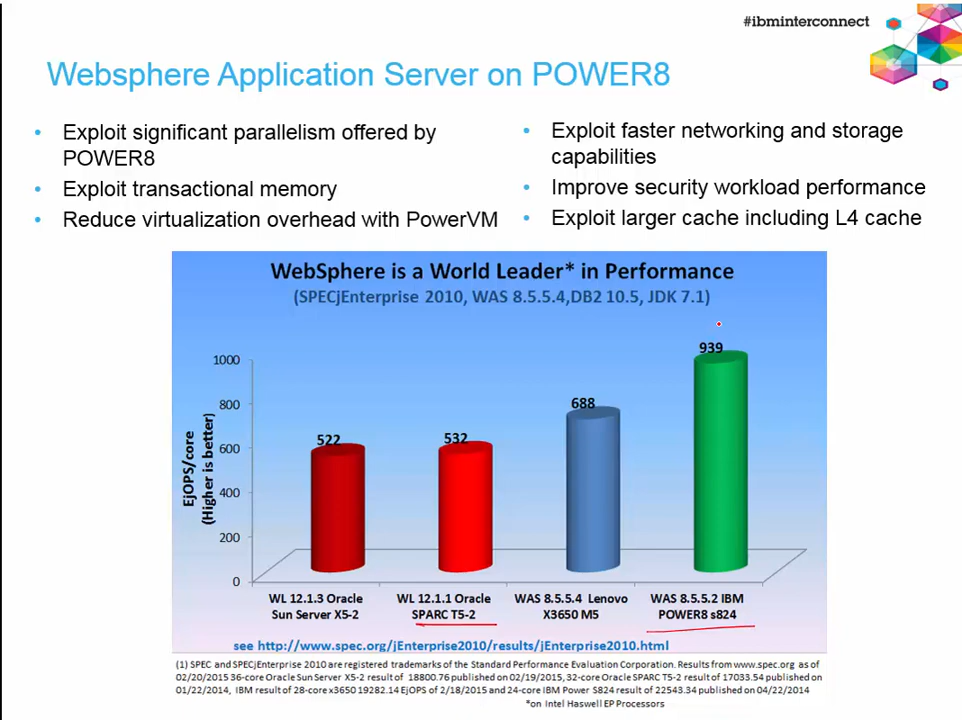 #ibminterconnect
Websphere Application Server on POWER8
• Exploit significant parallelism offered by
POWER8
• Exploit transactional memory
• Reduce virtualization overhead with PowerVM
• Exploit faster networking and storage
capabilities
• Improve security workload performance
• Exploit larger cache including L4 cache
WebSphere is a World Leader* in Performance
(SPECjEnterprise 2010, WAS 8.5.5.4,DB2 10.5, JDK 7.1)
EjOPS/core
(Higher is better)
1000
800
600
400
200
0
522
532
688
939
WL 12.1.3 Oracle
Sun Server X5-2
WL 12.1.1 Oracle
SPARC T5-2
WAS 8.5.5.4 Lenovo
X3650 M5
WAS 8.5.5.2 IBM
POWER8 s824
see http://www.spec.org/jEnterprise2010/results/jEnterprise2010.html
(1) SPEC and SPECjEnterprise 2010 are registered trademarks of the Standard Performance Evaluation Corporation. Results from www.spec.org as of
02/20/2015 36-core Oracle Sun Server X5-2 result of 18800.76 published on 02/19/2015, 32-core Oracle SPARC T5-2 result of 17033.54 published on
01/22/2014, IBM result of 28-core x3650 19282.14 EjOPS of 2/18/2015 and 24-core IBM Power S824 result of 22543.34 published on 04/22/2014
*on Intel Haswell EP Processors